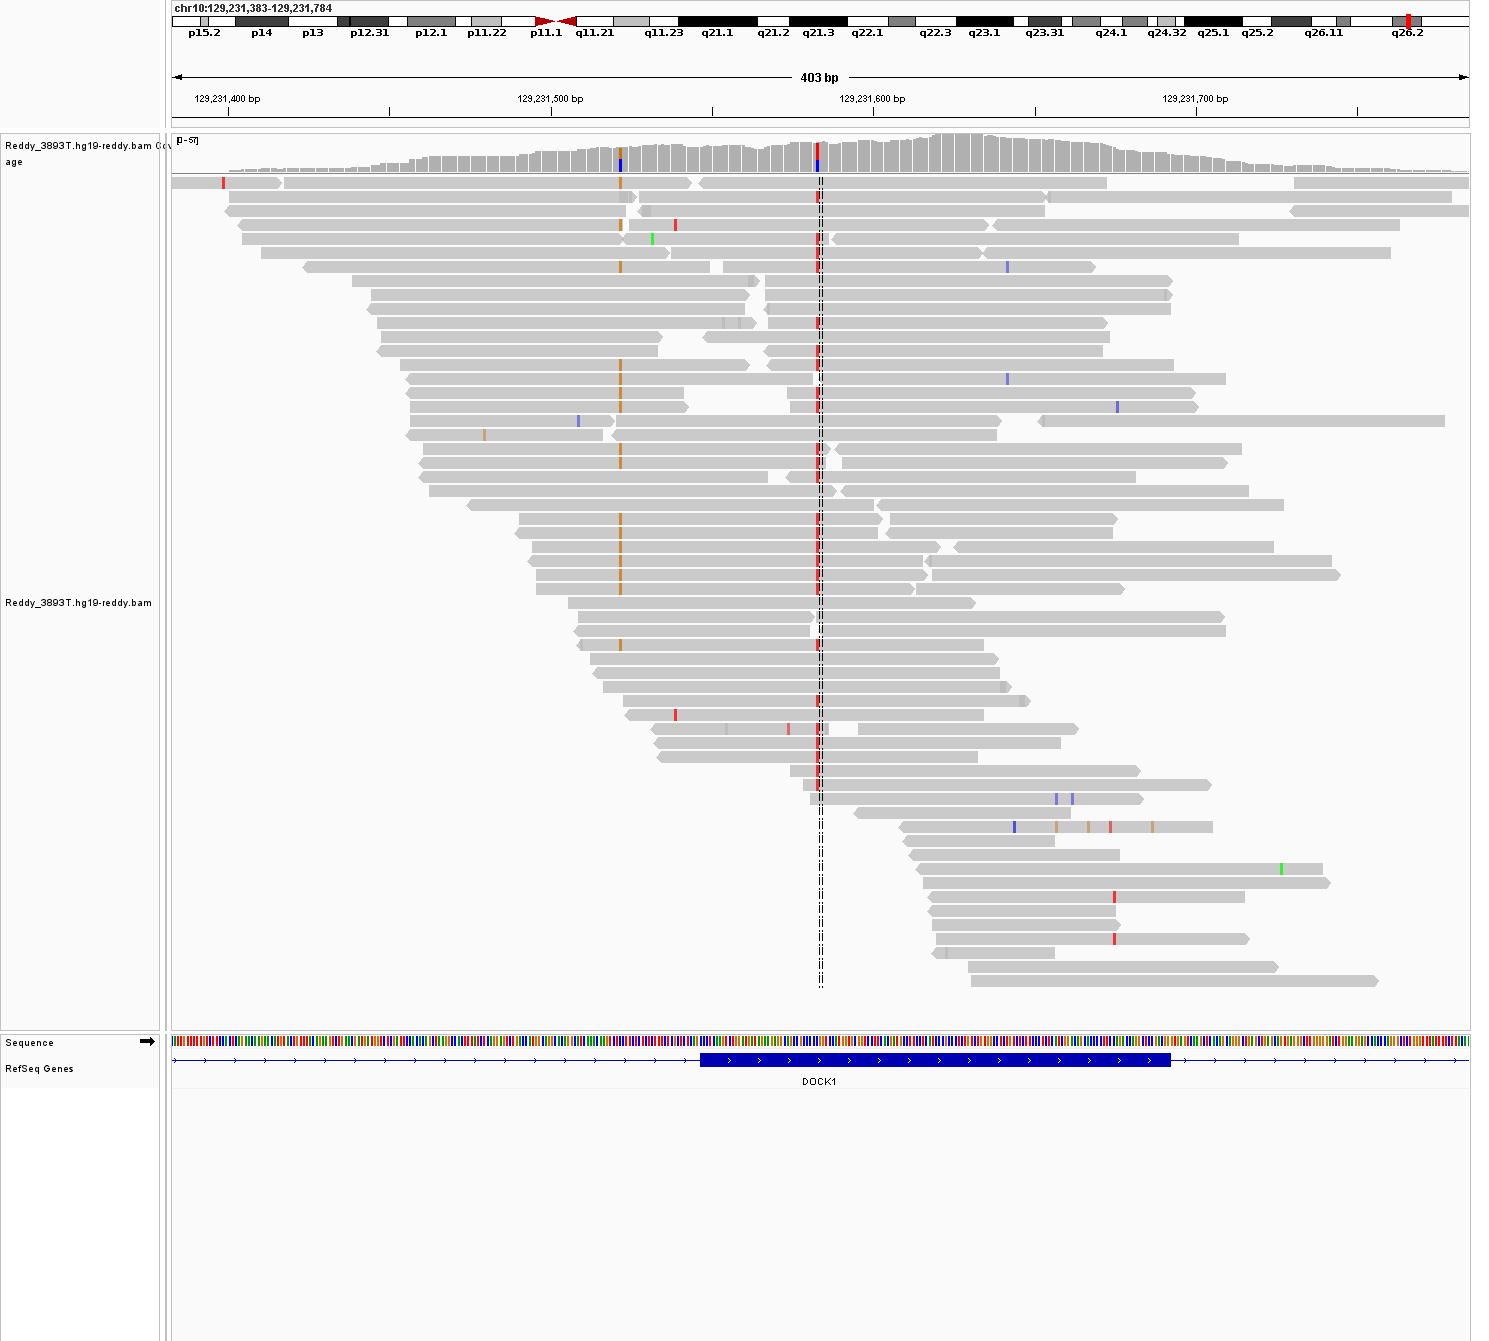 chr10:129,231,383-129,231,784
p15.2 p14 p13 p12.31 p12.1 p11.22 p11.1 q11.21 q11.23 q21.1 q21.2 q21.3 q22.1 q22.3 q23.1 q23.31 q24.1 q24.32 q25.1 q25.2 q26.11 q26.2
403 bp
129,231,400 bp 129,231,500 bp 129,231,600 bp 129,231,700 bp
Reddy_3893T.hg19-reddy.bam Cov
age
[0 - 57]
Reddy_3893T.hg19-reddy.bam
Sequence
RefSeq Genes
DOCK1